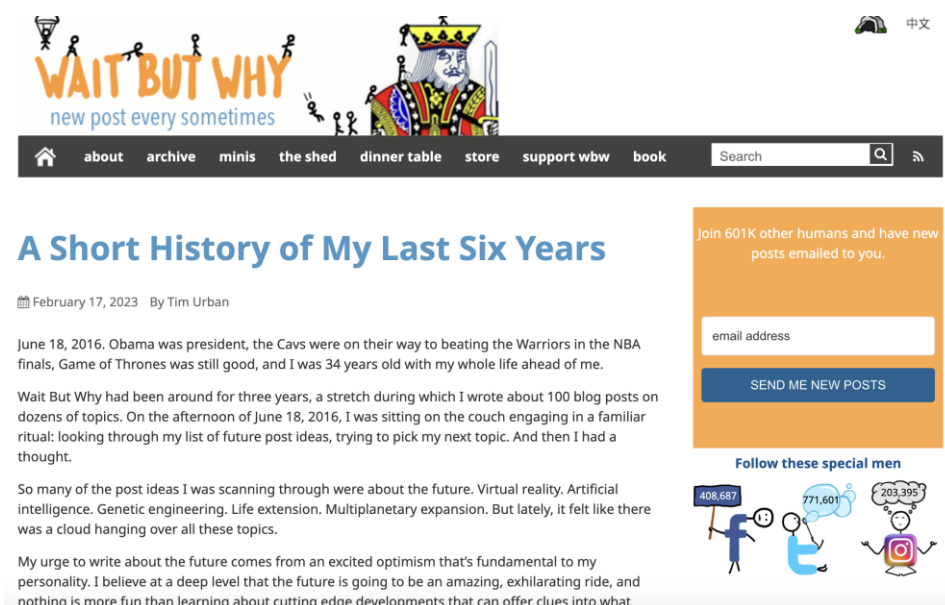 WAIT BUT WHY
new post every sometimes
中文
about archive minis the shed dinner table store support wbw book Search
A Short History of My Last Six Years
February 17, 2023 By Tim Urban
June 18, 2016. Obama was president, the Cavs were on their way to beating the Warriors in the NBA
finals, Game of Thrones was still good, and I was 34 years old with my whole life ahead of me.
Wait But Why had been around for three years, a stretch during which I wrote about 100 blog posts on
dozens of topics. On the afternoon of June 18, 2016, I was sitting on the couch engaging in a familiar
ritual: looking through my list of future post ideas, trying to pick my next topic. And then I had a
thought.
So many of the post ideas I was scanning through were about the future. Virtual reality. Artificial
intelligence. Genetic engineering. Life extension. Multiplanetary expansion. But lately, it felt like there
was a cloud hanging over all these topics.
My urge to write about the future comes from an excited optimism that's fundamental to my
personality. I believe at a deep level that the future is going to be an amazing, exhilarating ride, and
nothing is more fun than learning about cutting edge developments that can offer clues into what
Join 601K other humans and have new
posts emailed to you.
email address
SEND ME NEW POSTS
Follow these special men
408,687 771,601 203,395